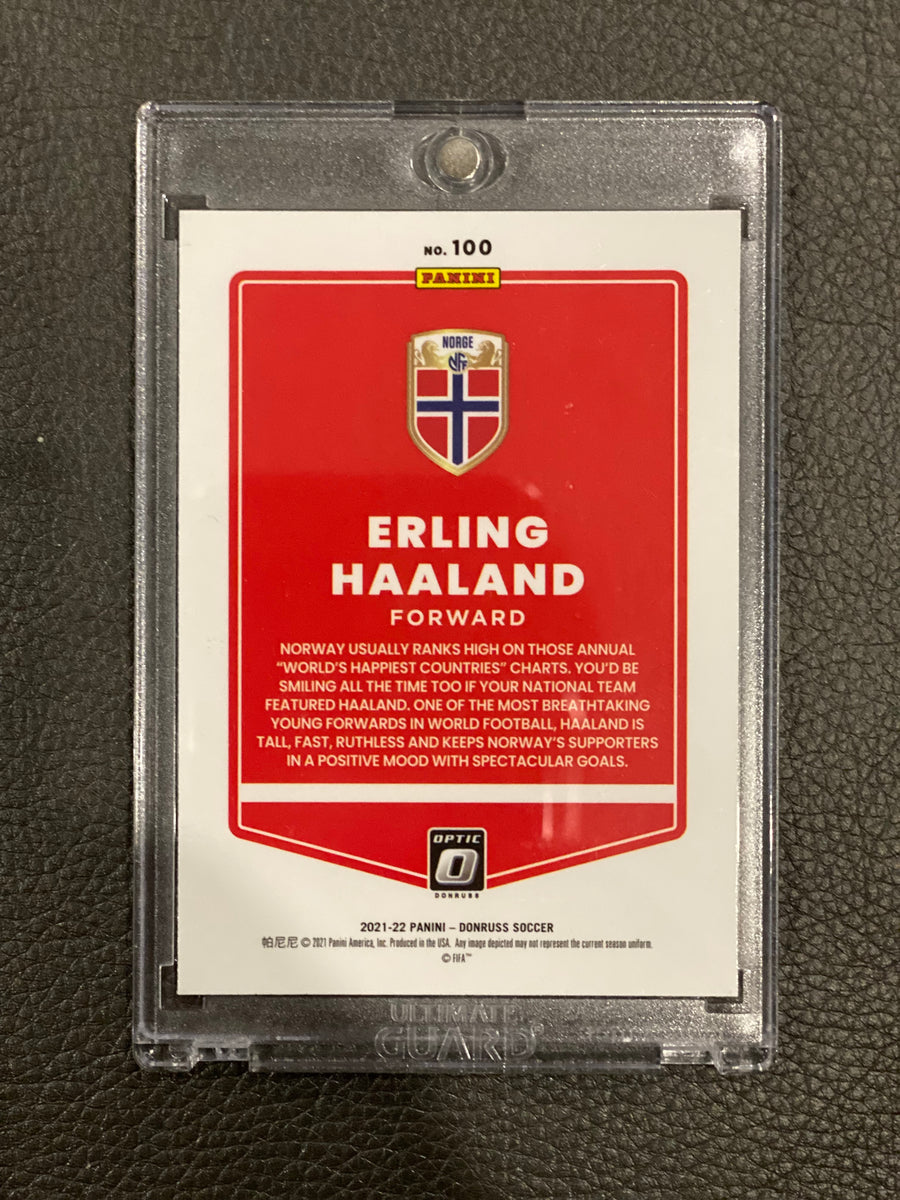 NO. 100
PANINI
NORGE
NFF
ERLING
HAALAND
FORWARD
NORWAY USUALLY RANKS HIGH ON THOSE ANNUAL
“WORLD’S HAPPIEST COUNTRIES” CHARTS. YOU’D BE
SMILING ALL THE TIME TOO IF YOUR NATIONAL TEAM
FEATURED HAALAND. ONE OF THE MOST BREATHTAKING
YOUNG FORWARDS IN WORLD FOOTBALL, HAALAND IS
TALL, FAST, RUTHLESS AND KEEPS NORWAY’S SUPPORTERS
IN A POSITIVE MOOD WITH SPECTACULAR GOALS.
OPTIC
O
DONRUSS
2021-22 PANINI – DONRUSS SOCCER
帕尼尼 © 2021 Panini America, Inc. Produced in the USA. Any image depicted may not represent the current season uniform.
© FIFA™
ULTIMATE
GUARD®